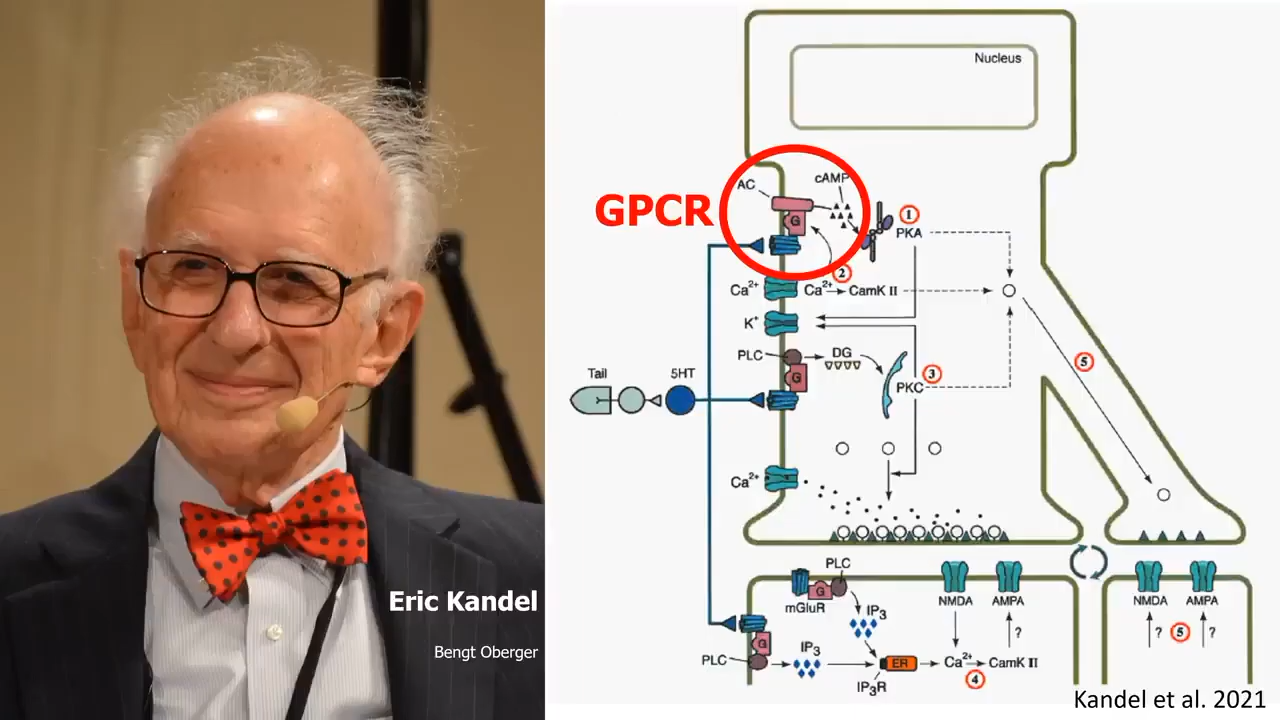 Eric Kandel
Bengt Oberger
Nucleus
AC
cAMP
GPCR
G
1
PKA
2
Ca²⁺
Ca²⁺
CamK II
K⁺
PLC
DG
G
3
PKC
5
Tail
5HT
Ca²⁺
PLC
mGluR
G
NMDA
AMPA
NMDA
AMPA
IP₃
?
?
5
?
G
PLC
IP₃
ER
Ca²⁺
CamK II
4
IP₃R
Kandel et al. 2021